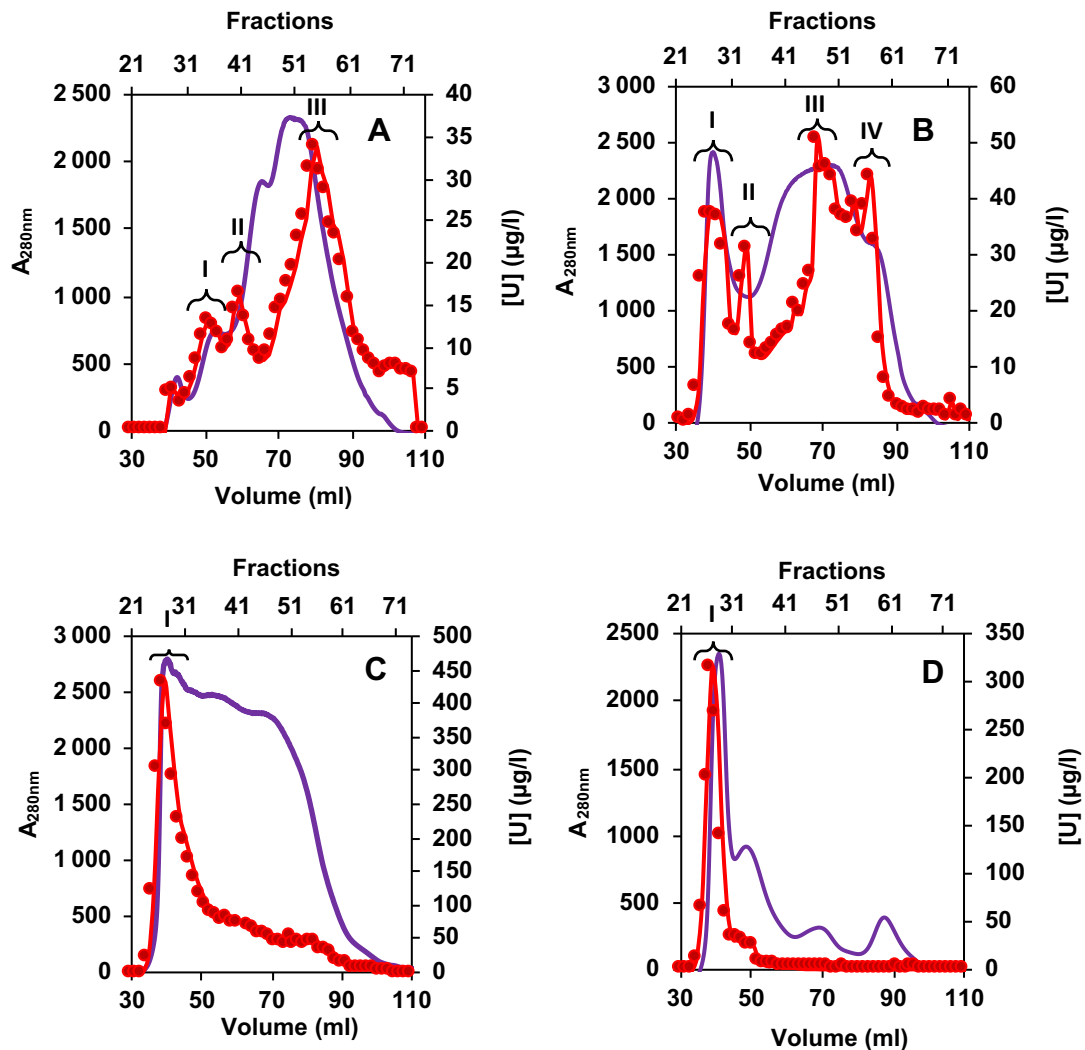 Fractions
21 31 41 51 61 71
2 500
2 000
1 500
1 000
500
0
A280nm
40
35
30
25
20
15
10
5
0
[U] (µg/l)
I
II
III
A
30 50 70 90 110
Volume (ml)
Fractions
21 31 41 51 61 71
3 000
2 500
2 000
1 500
1 000
500
0
A280nm
60
50
40
30
20
10
0
[U] (µg/l)
I
II
III
IV
B
30 50 70 90 110
Volume (ml)
Fractions
21 31 41 51 61 71
3 000
2 500
2 000
1 500
1 000
500
0
A280nm
500
450
400
350
300
250
200
150
100
50
0
[U] (µg/l)
I
C
30 50 70 90 110
Volume (ml)
Fractions
21 31 41 51 61 71
2500
2000
1500
1000
500
0
A280nm
350
300
250
200
150
100
50
0
[U] (µg/l)
I
D
30 50 70 90 110
Volume (ml)